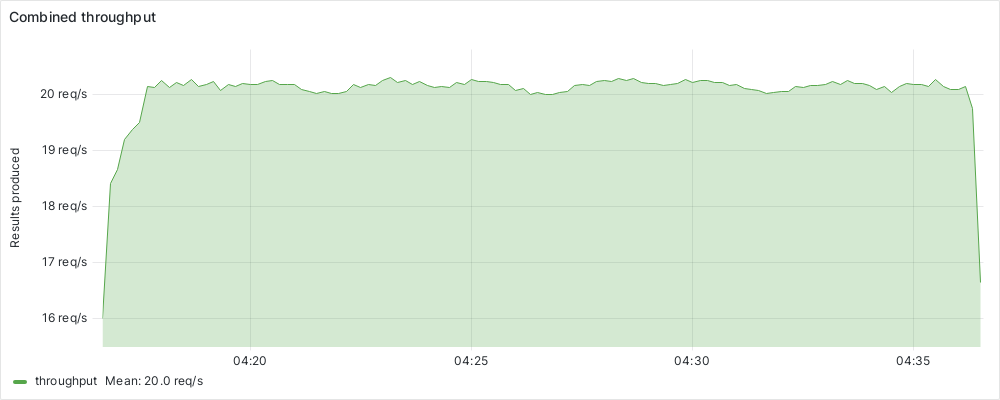 Combined throughput
Results produced
20 req/s
19 req/s
18 req/s
17 req/s
16 req/s
04:20 04:25 04:30 04:35
throughput Mean: 20.0 req/s